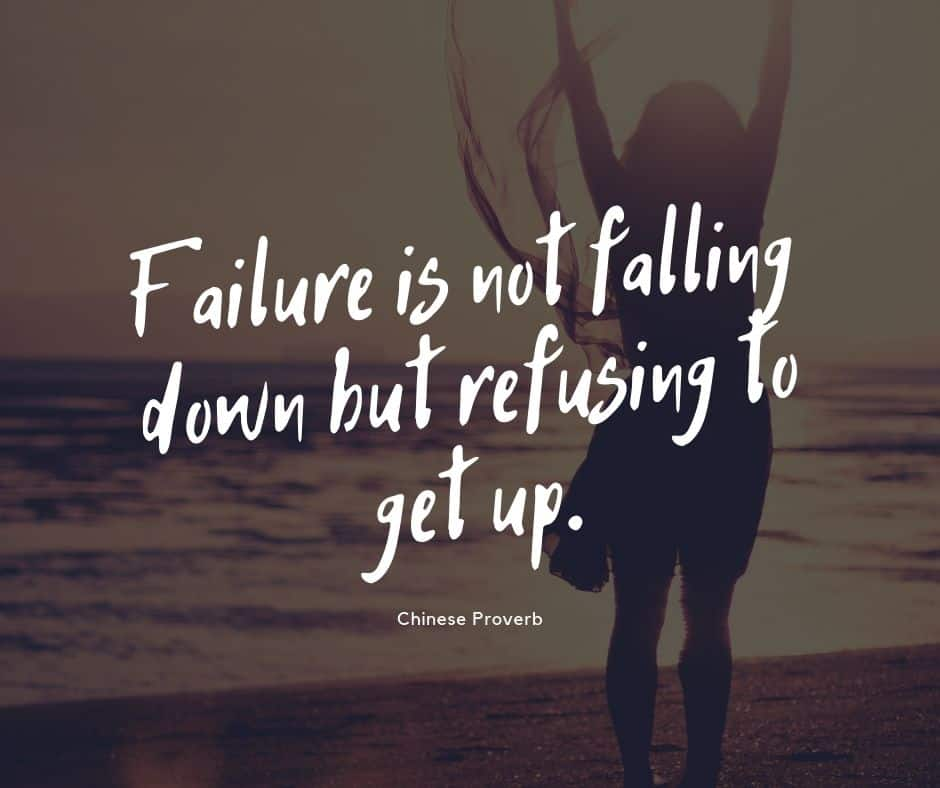 Failure is not falling
down but refusing to
get up.
Chinese Proverb